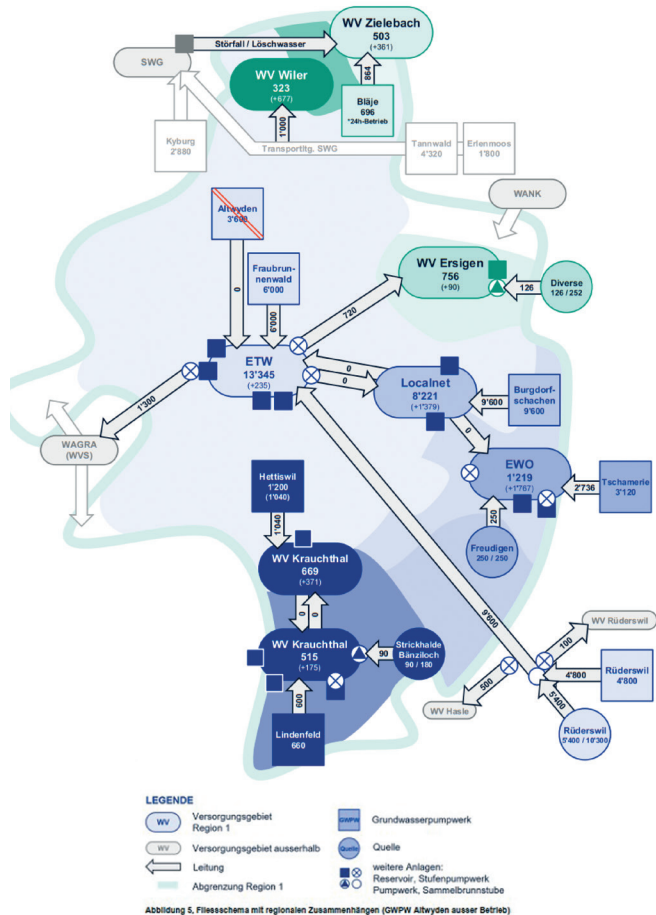 WV Zielebach
503
(+361)
Störfall / Löschwasser
SWG
WV Wiler
323
(+677)
864
Bläje
696
*24h-Betrieb
1'000
Kyburg
2'880
Transportltg. SWG
Tannwald
4'320
Erlenmoos
1'800
WANK
Altwyden
3'600
Fraubrunnenwald
6'000
0
6'000
720
WV Ersigen
756
(+90)
126
Diverse
126 / 252
ETW
13'345
(+235)
0
0
Localnet
8'221
(+1'379)
9'600
Burgdorf-
schachen
9'600
1'300
WAGRA
(WVS)
0
EWO
1'219
(+1'767)
2'736
Tschamerie
3'120
250
Freudigen
250 / 250
Hettiswil
1'200
(1'040)
1'040
WV Krauchthal
669
(+371)
0
0
WV Krauchthal
515
(+175)
90
Strickhalde
Bänziloch
90 / 180
600
Lindenfeld
660
9'600
WV Rüderswil
100
4'800
Rüderswil
4'800
500
WV Hasle
5'400
Rüderswil
5'400 / 10'300
LEGENDE
WV
Versorgungsgebiet
Region 1
WV
Versorgungsgebiet ausserhalb
Leitung
Abgrenzung Region 1
GWPW
Grundwasserpumpwerk
Quelle
Quelle
weitere Anlagen:
Reservoir, Stufenpumpwerk
Pumpwerk, Sammelbrunnstube
Abbildung 5, Fliessschema mit regionalen Zusammenhängen (GWPW Altwyden ausser Betrieb)